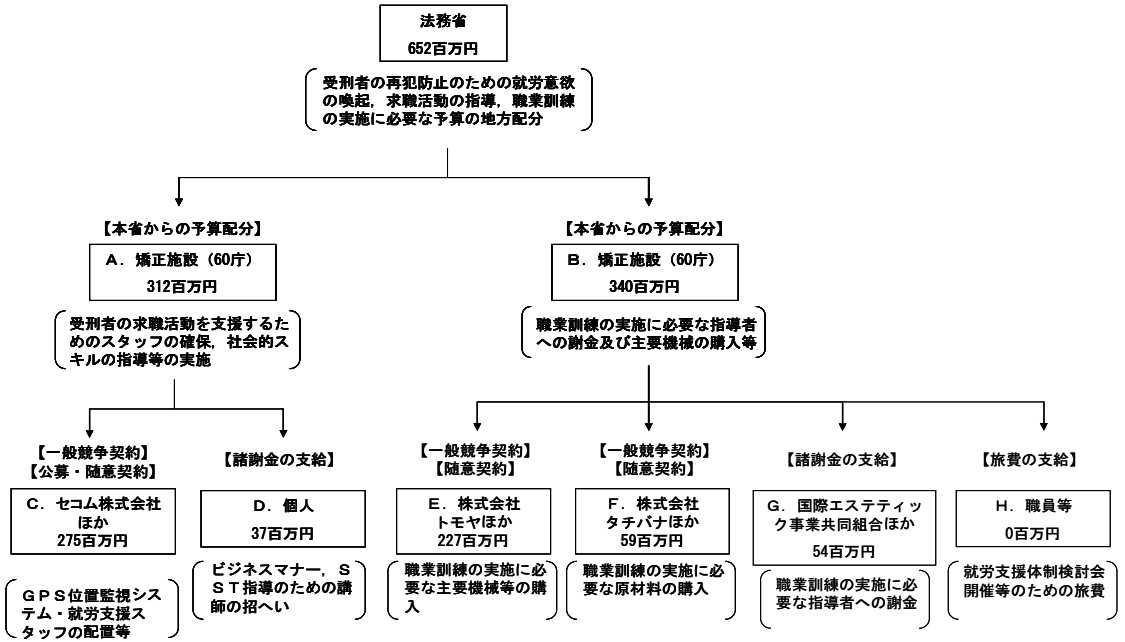 法務省
652百万円
受刑者の再犯防止のための就労意欲
の喚起，求職活動の指導，職業訓練
の実施に必要な予算の地方配分
【本省からの予算配分】
Ａ．矯正施設（60庁）
312百万円
受刑者の求職活動を支援するた
めのスタッフの確保，社会的ス
キルの指導等の実施
【本省からの予算配分】
Ｂ．矯正施設（60庁）
340百万円
職業訓練の実施に必要な指導者
への謝金及び主要機械の購入等
【一般競争契約】
【公募・随意契約】
Ｃ．セコム株式会社
ほか
275百万円
ＧＰＳ位置監視シス
テム・就労支援ス
タッフの配置等
【諸謝金の支給】
Ｄ．個人
37百万円
ビジネスマナー，Ｓ
ＳＴ指導のための講
師の招へい
【一般競争契約】
【随意契約】
Ｅ．株式会社
トモヤほか
227百万円
職業訓練の実施に必
要な主要機械等の購
入
【一般競争契約】
【随意契約】
Ｆ．株式会社
タチバナほか
59百万円
職業訓練の実施に必
要な原材料の購入
【諸謝金の支給】
Ｇ．国際エステティッ
ク事業共同組合ほか
54百万円
職業訓練の実施に必
要な指導者への謝金
【旅費の支給】
Ｈ．職員等
0百万円
就労支援体制検討会
開催等のための旅費